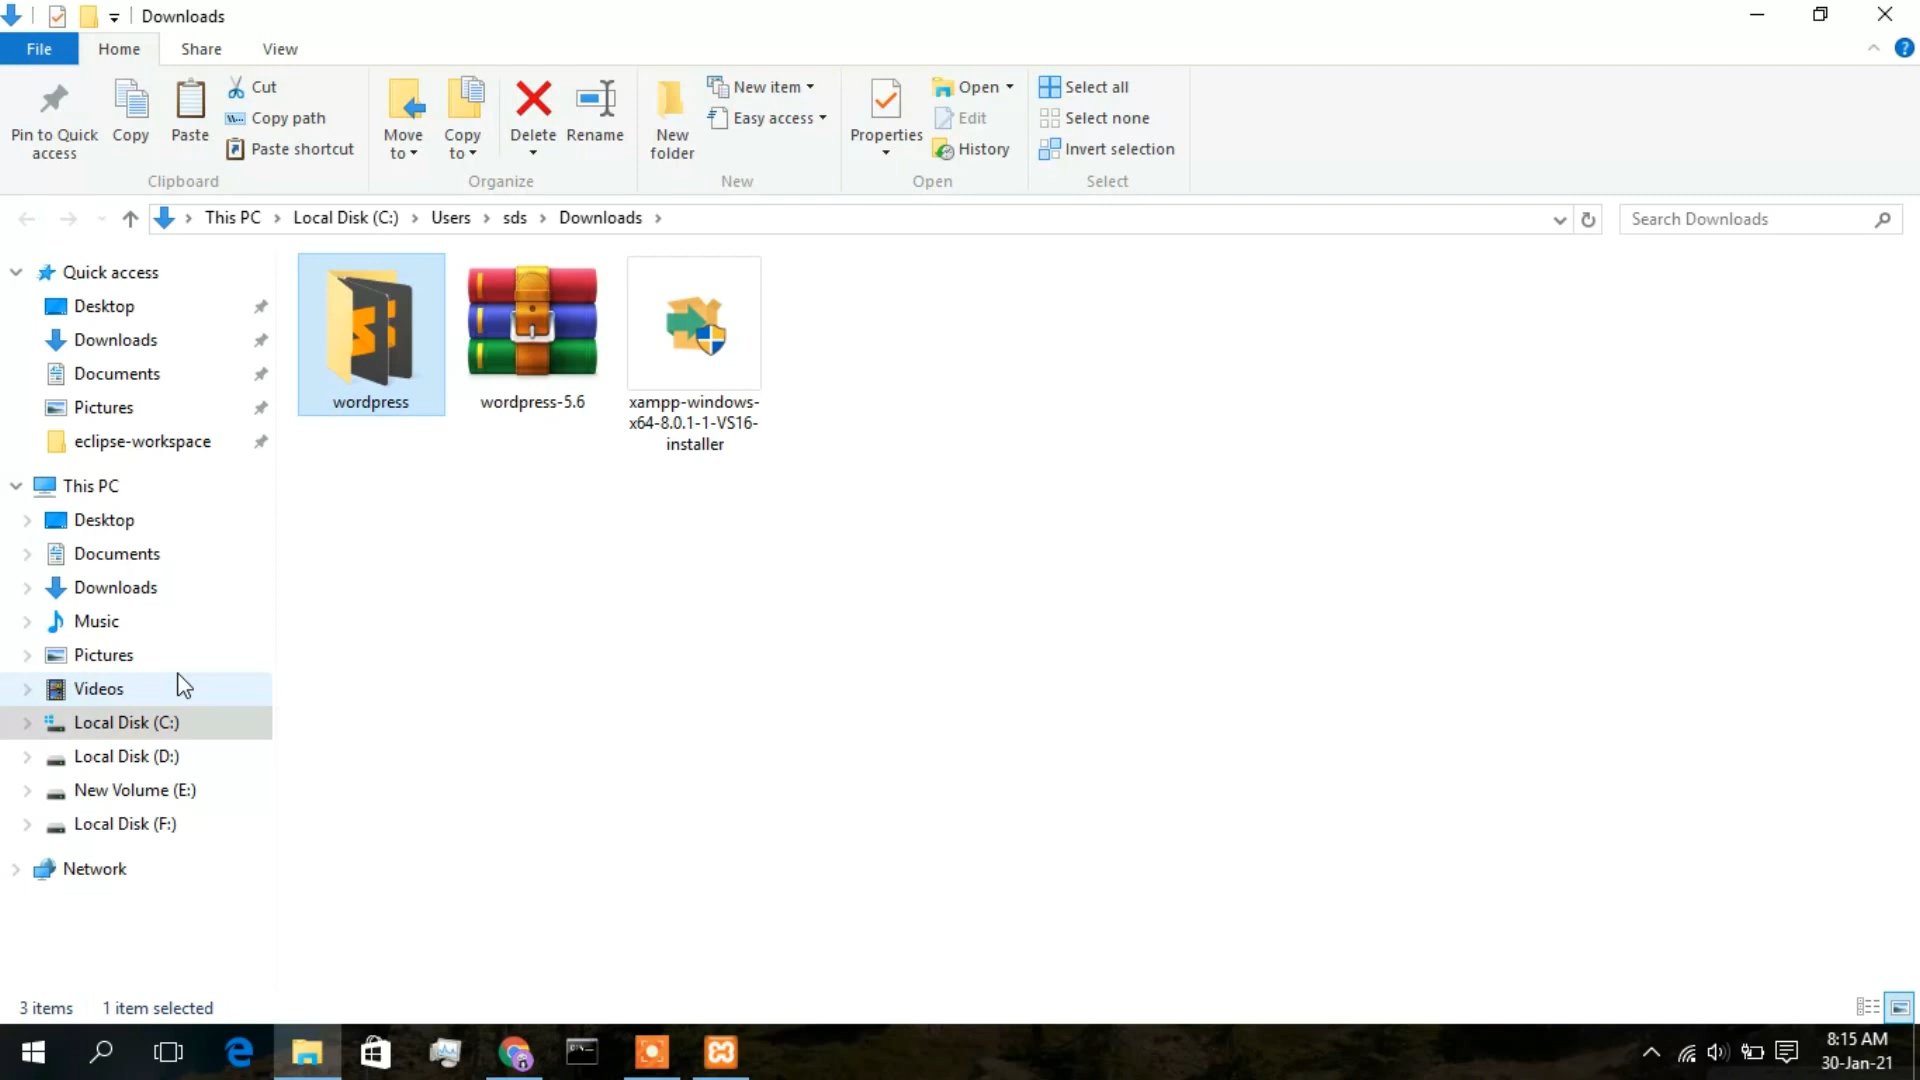 Downloads
File
Home
Share
View
Pin to Quick
access
Copy
Paste
Cut
Copy path
Paste shortcut
Clipboard
Move
to
Copy
to
Delete
Rename
Organize
New
folder
New item
Easy access
New
Properties
Open
Edit
History
Open
Select all
Select none
Invert selection
Select
This PC
Local Disk (C:)
Users
sds
Downloads
Search Downloads
Quick access
Desktop
Downloads
Documents
Pictures
eclipse-workspace
This PC
Desktop
Documents
Downloads
Music
Pictures
Videos
Local Disk (C:)
Local Disk (D:)
New Volume (E:)
Local Disk (F:)
Network
wordpress
wordpress-5.6
xampp-windows-
x64-8.0.1-1-VS16-
installer
3 items
1 item selected
8:15 AM
30-Jan-21